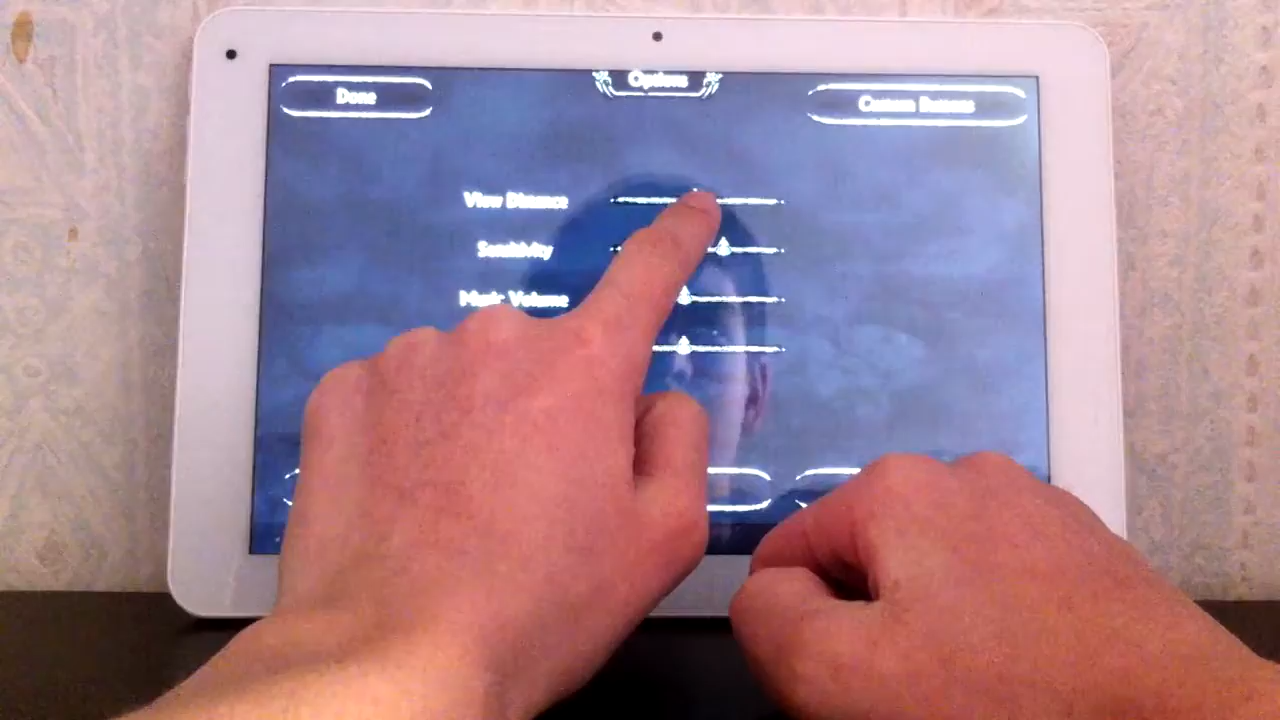 Done
Options
Custom Buttons
View Distance
Sensitivity
Music Volume